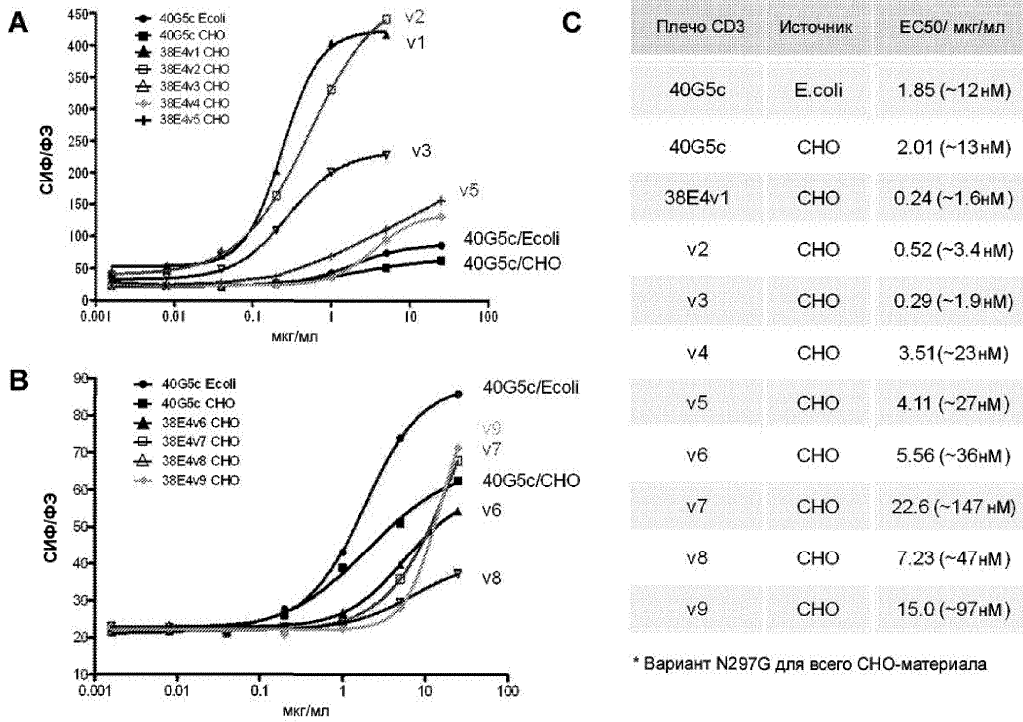 A
СИФ/ФЭ
450
400
350
300
250
200
150
100
50
0
0.001
0.01
0.1
1
10
100
мкг/мл
40G5c Ecoli
40G5c CHO
38E4v1 CHO
38E4v2 CHO
38E4v3 CHO
38E4v4 CHO
38E4v5 CHO
v2
v1
v3
v5
40G5c/Ecoli
40G5c/CHO
B
СИФ/ФЭ
90
80
70
60
50
40
30
20
10
0.001
0.01
0.1
1
10
100
мкг/мл
40G5c Ecoli
40G5c CHO
38E4v6 CHO
38E4v7 CHO
38E4v8 CHO
38E4v9 CHO
40G5c/Ecoli
v9
v7
40G5c/CHO
v6
v8
C
Плечо CD3 Источник EC50/ мкг/мл
40G5c E.coli 1.85 (~12нМ)
40G5c CHO 2.01 (~13нМ)
38E4v1 CHO 0.24 (~1.6нМ)
v2 CHO 0.52 (~3.4нМ)
v3 CHO 0.29 (~1.9нМ)
v4 CHO 3.51(~23нМ)
v5 CHO 4.11 (~27нМ)
v6 CHO 5.56 (~36нМ)
v7 CHO 22.6 (~147 нМ)
v8 CHO 7.23 (~47нМ)
v9 CHO 15.0 (~97нМ)
* Вариант N297G для всего CHO-материала